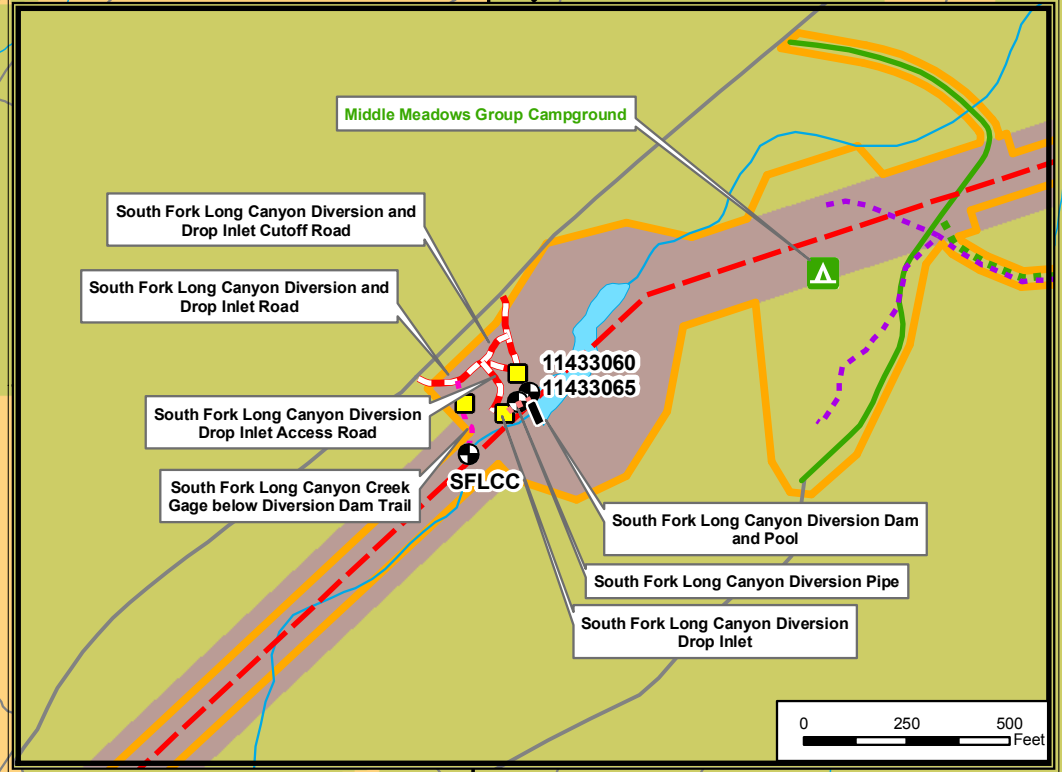 Middle Meadows Group Campground
South Fork Long Canyon Diversion and
Drop Inlet Cutoff Road
South Fork Long Canyon Diversion and
Drop Inlet Road
11433060
11433065
South Fork Long Canyon Diversion
Drop Inlet Access Road
SFLCC
South Fork Long Canyon Creek
Gage below Diversion Dam Trail
South Fork Long Canyon Diversion Dam
and Pool
South Fork Long Canyon Diversion Pipe
South Fork Long Canyon Diversion
Drop Inlet
0 250 500
Feet